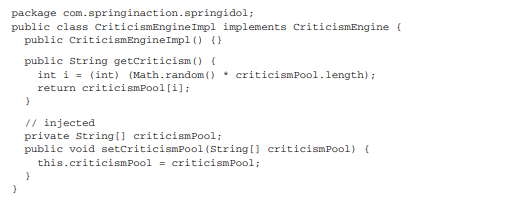 package com.springinaction.springidol;
public class CriticismEngineImpl implements CriticismEngine {
  public CriticismEngineImpl() {}
  public String getCriticism() {
    int i = (int) (Math.random() * criticismPool.length);
    return criticismPool[i];
  }
  // injected
  private String[] criticismPool;
  public void setCriticismPool(String[] criticismPool) {
    this.criticismPool = criticismPool;
  }
}